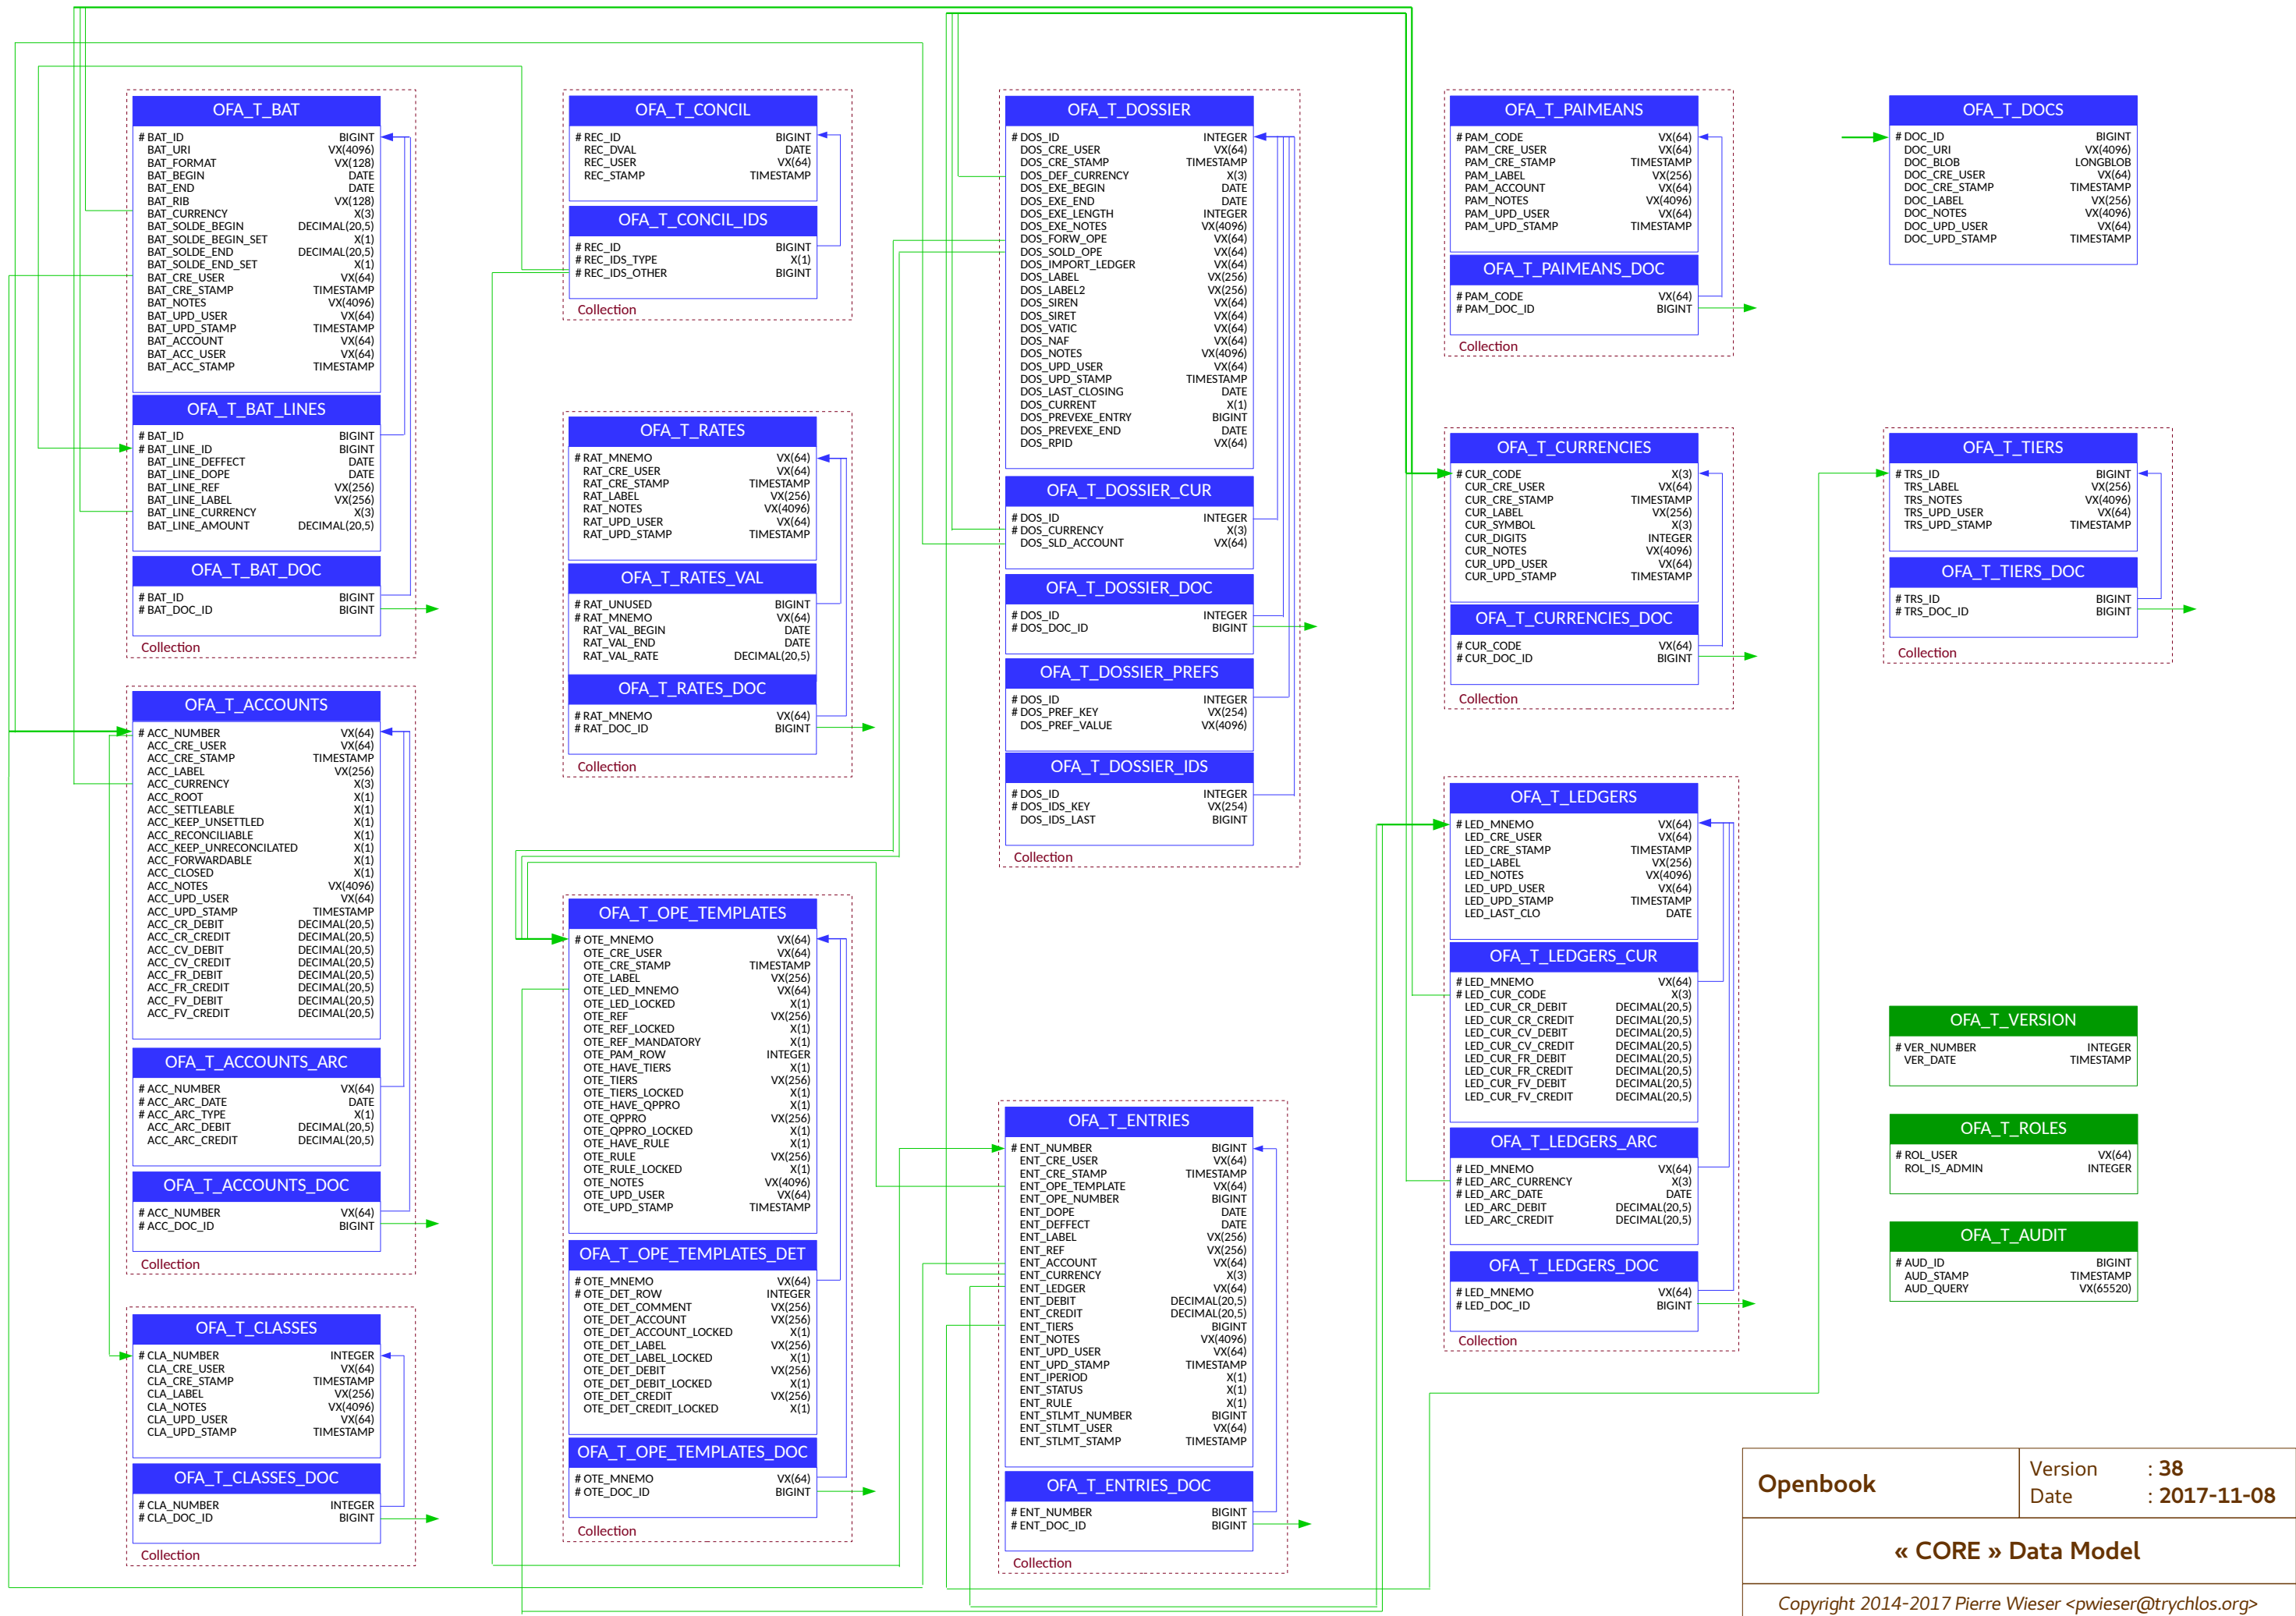 OFA_T_BAT
# BAT_ID BIGINT
BAT_URI VX(4096)
BAT_FORMAT VX(128)
BAT_BEGIN DATE
BAT_END DATE
BAT_RIB VX(128)
BAT_CURRENCY X(3)
BAT_SOLDE_BEGIN DECIMAL(20,5)
BAT_SOLDE_BEGIN_SET X(1)
BAT_SOLDE_END DECIMAL(20,5)
BAT_SOLDE_END_SET X(1)
BAT_CRE_USER VX(64)
BAT_CRE_STAMP TIMESTAMP
BAT_NOTES VX(4096)
BAT_UPD_USER VX(64)
BAT_UPD_STAMP TIMESTAMP
BAT_ACCOUNT VX(64)
BAT_ACC_USER VX(64)
BAT_ACC_STAMP TIMESTAMP
OFA_T_BAT_LINES
# BAT_ID BIGINT
# BAT_LINE_ID BIGINT
BAT_LINE_DEFFECT DATE
BAT_LINE_DOPE DATE
BAT_LINE_REF VX(256)
BAT_LINE_LABEL VX(256)
BAT_LINE_CURRENCY X(3)
BAT_LINE_AMOUNT DECIMAL(20,5)
OFA_T_BAT_DOC
# BAT_ID BIGINT
# BAT_DOC_ID BIGINT
Collection
OFA_T_ACCOUNTS
# ACC_NUMBER VX(64)
ACC_CRE_USER VX(64)
ACC_CRE_STAMP TIMESTAMP
ACC_LABEL VX(256)
ACC_CURRENCY X(3)
ACC_ROOT X(1)
ACC_SETTLEABLE X(1)
ACC_KEEP_UNSETTLED X(1)
ACC_RECONCILIABLE X(1)
ACC_KEEP_UNRECONCILATED X(1)
ACC_FORWARDABLE X(1)
ACC_CLOSED X(1)
ACC_NOTES VX(4096)
ACC_UPD_USER VX(64)
ACC_UPD_STAMP TIMESTAMP
ACC_CR_DEBIT DECIMAL(20,5)
ACC_CR_CREDIT DECIMAL(20,5)
ACC_CV_DEBIT DECIMAL(20,5)
ACC_CV_CREDIT DECIMAL(20,5)
ACC_FR_DEBIT DECIMAL(20,5)
ACC_FR_CREDIT DECIMAL(20,5)
ACC_FV_DEBIT DECIMAL(20,5)
ACC_FV_CREDIT DECIMAL(20,5)
OFA_T_ACCOUNTS_ARC
# ACC_NUMBER VX(64)
# ACC_ARC_DATE DATE
# ACC_ARC_TYPE X(1)
ACC_ARC_DEBIT DECIMAL(20,5)
ACC_ARC_CREDIT DECIMAL(20,5)
OFA_T_ACCOUNTS_DOC
# ACC_NUMBER VX(64)
# ACC_DOC_ID BIGINT
Collection
OFA_T_CLASSES
# CLA_NUMBER INTEGER
CLA_CRE_USER VX(64)
CLA_CRE_STAMP TIMESTAMP
CLA_LABEL VX(256)
CLA_NOTES VX(4096)
CLA_UPD_USER VX(64)
CLA_UPD_STAMP TIMESTAMP
OFA_T_CLASSES_DOC
# CLA_NUMBER INTEGER
# CLA_DOC_ID BIGINT
Collection
OFA_T_CONCIL
# REC_ID BIGINT
REC_DVAL DATE
REC_USER VX(64)
REC_STAMP TIMESTAMP
OFA_T_CONCIL_IDS
# REC_ID BIGINT
# REC_IDS_TYPE X(1)
# REC_IDS_OTHER BIGINT
Collection
OFA_T_RATES
# RAT_MNEMO VX(64)
RAT_CRE_USER VX(64)
RAT_CRE_STAMP TIMESTAMP
RAT_LABEL VX(256)
RAT_NOTES VX(4096)
RAT_UPD_USER VX(64)
RAT_UPD_STAMP TIMESTAMP
OFA_T_RATES_VAL
# RAT_UNUSED BIGINT
# RAT_MNEMO VX(64)
RAT_VAL_BEGIN DATE
RAT_VAL_END DATE
RAT_VAL_RATE DECIMAL(20,5)
OFA_T_RATES_DOC
# RAT_MNEMO VX(64)
# RAT_DOC_ID BIGINT
Collection
OFA_T_OPE_TEMPLATES
# OTE_MNEMO VX(64)
OTE_CRE_USER VX(64)
OTE_CRE_STAMP TIMESTAMP
OTE_LABEL VX(256)
OTE_LED_MNEMO VX(64)
OTE_LED_LOCKED X(1)
OTE_REF VX(256)
OTE_REF_LOCKED X(1)
OTE_REF_MANDATORY X(1)
OTE_PAM_ROW INTEGER
OTE_HAVE_TIERS X(1)
OTE_TIERS VX(256)
OTE_TIERS_LOCKED X(1)
OTE_HAVE_QPPRO X(1)
OTE_QPPRO VX(256)
OTE_QPPRO_LOCKED X(1)
OTE_HAVE_RULE X(1)
OTE_RULE VX(256)
OTE_RULE_LOCKED X(1)
OTE_NOTES VX(4096)
OTE_UPD_USER VX(64)
OTE_UPD_STAMP TIMESTAMP
OFA_T_OPE_TEMPLATES_DET
# OTE_MNEMO VX(64)
# OTE_DET_ROW INTEGER
OTE_DET_COMMENT VX(256)
OTE_DET_ACCOUNT VX(256)
OTE_DET_ACCOUNT_LOCKED X(1)
OTE_DET_LABEL VX(256)
OTE_DET_LABEL_LOCKED X(1)
OTE_DET_DEBIT VX(256)
OTE_DET_DEBIT_LOCKED X(1)
OTE_DET_CREDIT VX(256)
OTE_DET_CREDIT_LOCKED X(1)
OFA_T_OPE_TEMPLATES_DOC
# OTE_MNEMO VX(64)
# OTE_DOC_ID BIGINT
Collection
OFA_T_DOSSIER
# DOS_ID INTEGER
DOS_CRE_USER VX(64)
DOS_CRE_STAMP TIMESTAMP
DOS_DEF_CURRENCY X(3)
DOS_EXE_BEGIN DATE
DOS_EXE_END DATE
DOS_EXE_LENGTH INTEGER
DOS_EXE_NOTES VX(4096)
DOS_FORW_OPE VX(64)
DOS_SOLD_OPE VX(64)
DOS_IMPORT_LEDGER VX(64)
DOS_LABEL VX(256)
DOS_LABEL2 VX(256)
DOS_SIREN VX(64)
DOS_SIRET VX(64)
DOS_VATIC VX(64)
DOS_NAF VX(64)
DOS_NOTES VX(4096)
DOS_UPD_USER VX(64)
DOS_UPD_STAMP TIMESTAMP
DOS_LAST_CLOSING DATE
DOS_CURRENT X(1)
DOS_PREVEXE_ENTRY BIGINT
DOS_PREVEXE_END DATE
DOS_RPID VX(64)
OFA_T_DOSSIER_CUR
# DOS_ID INTEGER
# DOS_CURRENCY X(3)
DOS_SLD_ACCOUNT VX(64)
OFA_T_DOSSIER_DOC
# DOS_ID INTEGER
# DOS_DOC_ID BIGINT
OFA_T_DOSSIER_PREFS
# DOS_ID INTEGER
# DOS_PREF_KEY VX(254)
DOS_PREF_VALUE VX(4096)
OFA_T_DOSSIER_IDS
# DOS_ID INTEGER
# DOS_IDS_KEY VX(254)
DOS_IDS_LAST BIGINT
Collection
OFA_T_ENTRIES
# ENT_NUMBER BIGINT
ENT_CRE_USER VX(64)
ENT_CRE_STAMP TIMESTAMP
ENT_OPE_TEMPLATE VX(64)
ENT_OPE_NUMBER BIGINT
ENT_DOPE DATE
ENT_DEFFECT DATE
ENT_LABEL VX(256)
ENT_REF VX(256)
ENT_ACCOUNT VX(64)
ENT_CURRENCY X(3)
ENT_LEDGER VX(64)
ENT_DEBIT DECIMAL(20,5)
ENT_CREDIT DECIMAL(20,5)
ENT_TIERS BIGINT
ENT_NOTES VX(4096)
ENT_UPD_USER VX(64)
ENT_UPD_STAMP TIMESTAMP
ENT_IPERIOD X(1)
ENT_STATUS X(1)
ENT_RULE X(1)
ENT_STLMT_NUMBER BIGINT
ENT_STLMT_USER VX(64)
ENT_STLMT_STAMP TIMESTAMP
OFA_T_ENTRIES_DOC
# ENT_NUMBER BIGINT
# ENT_DOC_ID BIGINT
Collection
OFA_T_PAIMEANS
# PAM_CODE VX(64)
PAM_CRE_USER VX(64)
PAM_CRE_STAMP TIMESTAMP
PAM_LABEL VX(256)
PAM_ACCOUNT VX(64)
PAM_NOTES VX(4096)
PAM_UPD_USER VX(64)
PAM_UPD_STAMP TIMESTAMP
OFA_T_PAIMEANS_DOC
# PAM_CODE VX(64)
# PAM_DOC_ID BIGINT
Collection
OFA_T_CURRENCIES
# CUR_CODE X(3)
CUR_CRE_USER VX(64)
CUR_CRE_STAMP TIMESTAMP
CUR_LABEL VX(256)
CUR_SYMBOL X(3)
CUR_DIGITS INTEGER
CUR_NOTES VX(4096)
CUR_UPD_USER VX(64)
CUR_UPD_STAMP TIMESTAMP
OFA_T_CURRENCIES_DOC
# CUR_CODE VX(64)
# CUR_DOC_ID BIGINT
Collection
OFA_T_LEDGERS
# LED_MNEMO VX(64)
LED_CRE_USER VX(64)
LED_CRE_STAMP TIMESTAMP
LED_LABEL VX(256)
LED_NOTES VX(4096)
LED_UPD_USER VX(64)
LED_UPD_STAMP TIMESTAMP
LED_LAST_CLO DATE
OFA_T_LEDGERS_CUR
# LED_MNEMO VX(64)
# LED_CUR_CODE X(3)
LED_CUR_CR_DEBIT DECIMAL(20,5)
LED_CUR_CR_CREDIT DECIMAL(20,5)
LED_CUR_CV_DEBIT DECIMAL(20,5)
LED_CUR_CV_CREDIT DECIMAL(20,5)
LED_CUR_FR_DEBIT DECIMAL(20,5)
LED_CUR_FR_CREDIT DECIMAL(20,5)
LED_CUR_FV_DEBIT DECIMAL(20,5)
LED_CUR_FV_CREDIT DECIMAL(20,5)
OFA_T_LEDGERS_ARC
# LED_MNEMO VX(64)
# LED_ARC_CURRENCY X(3)
# LED_ARC_DATE DATE
LED_ARC_DEBIT DECIMAL(20,5)
LED_ARC_CREDIT DECIMAL(20,5)
OFA_T_LEDGERS_DOC
# LED_MNEMO VX(64)
# LED_DOC_ID BIGINT
Collection
OFA_T_DOCS
# DOC_ID BIGINT
DOC_URI VX(4096)
DOC_BLOB LONGBLOB
DOC_CRE_USER VX(64)
DOC_CRE_STAMP TIMESTAMP
DOC_LABEL VX(256)
DOC_NOTES VX(4096)
DOC_UPD_USER VX(64)
DOC_UPD_STAMP TIMESTAMP
OFA_T_TIERS
# TRS_ID BIGINT
TRS_LABEL VX(256)
TRS_NOTES VX(4096)
TRS_UPD_USER VX(64)
TRS_UPD_STAMP TIMESTAMP
OFA_T_TIERS_DOC
# TRS_ID BIGINT
# TRS_DOC_ID BIGINT
Collection
OFA_T_VERSION
# VER_NUMBER INTEGER
VER_DATE TIMESTAMP
OFA_T_ROLES
# ROL_USER VX(64)
ROL_IS_ADMIN INTEGER
OFA_T_AUDIT
# AUD_ID BIGINT
AUD_STAMP TIMESTAMP
AUD_QUERY VX(65520)
Openbook
Version : 38
Date : 2017-11-08
« CORE » Data Model
Copyright 2014-2017 Pierre Wieser <pwieser@trychlos.org>